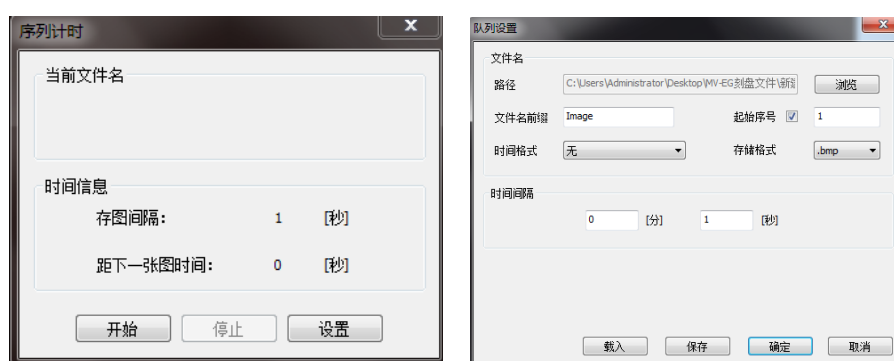 序列计时
x
当前文件名
时间信息
存图间隔: 1 [秒]
距下一张图时间: 0 [秒]
开始 停止 设置
队列设置
x
文件名
路径 C:\Users\Administrator\Desktop\MV-EG刻盘文件\新 浏览
文件名前缀 Image 起始序号 1
时间格式 无 存储格式 .bmp
时间间隔
0 [分] 1 [秒]
载入 保存 确定 取消